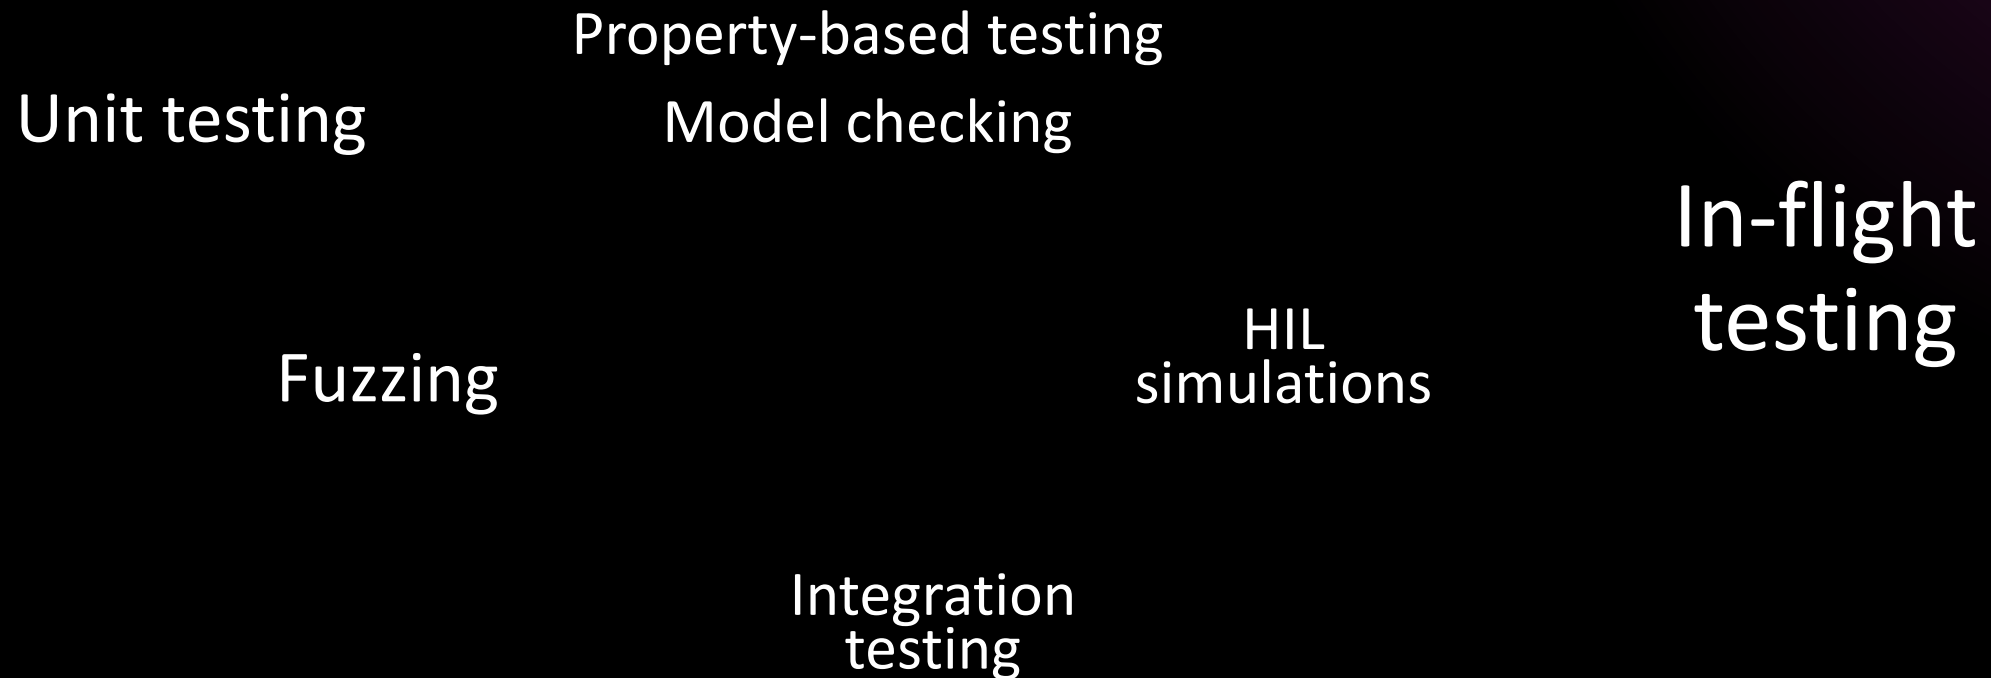 Property-based testing
Unit testing
Model checking
In-flight
testing
HIL
simulations
Fuzzing
Integration
testing